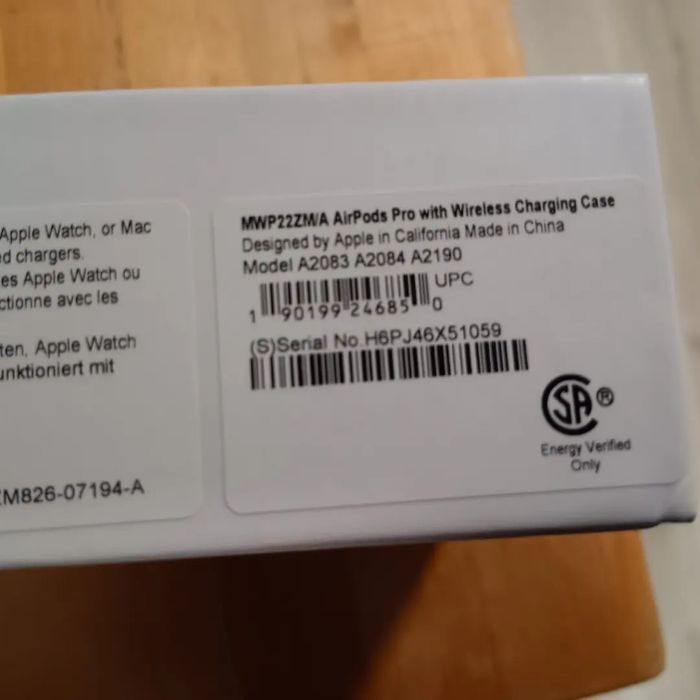 Apple Watch, or Mac
d chargers.
es Apple Watch ou
ctionne avec les
ten, Apple Watch
unktioniert mit
M826-07194-A
MWP22ZM/A AirPods Pro with Wireless Charging Case
Designed by Apple in California Made in China
Model A2083 A2084 A2190
UPC
1 90199 24685 0
(S)Serial No.H6PJ46X51059
SA ®
Energy Verified
Only